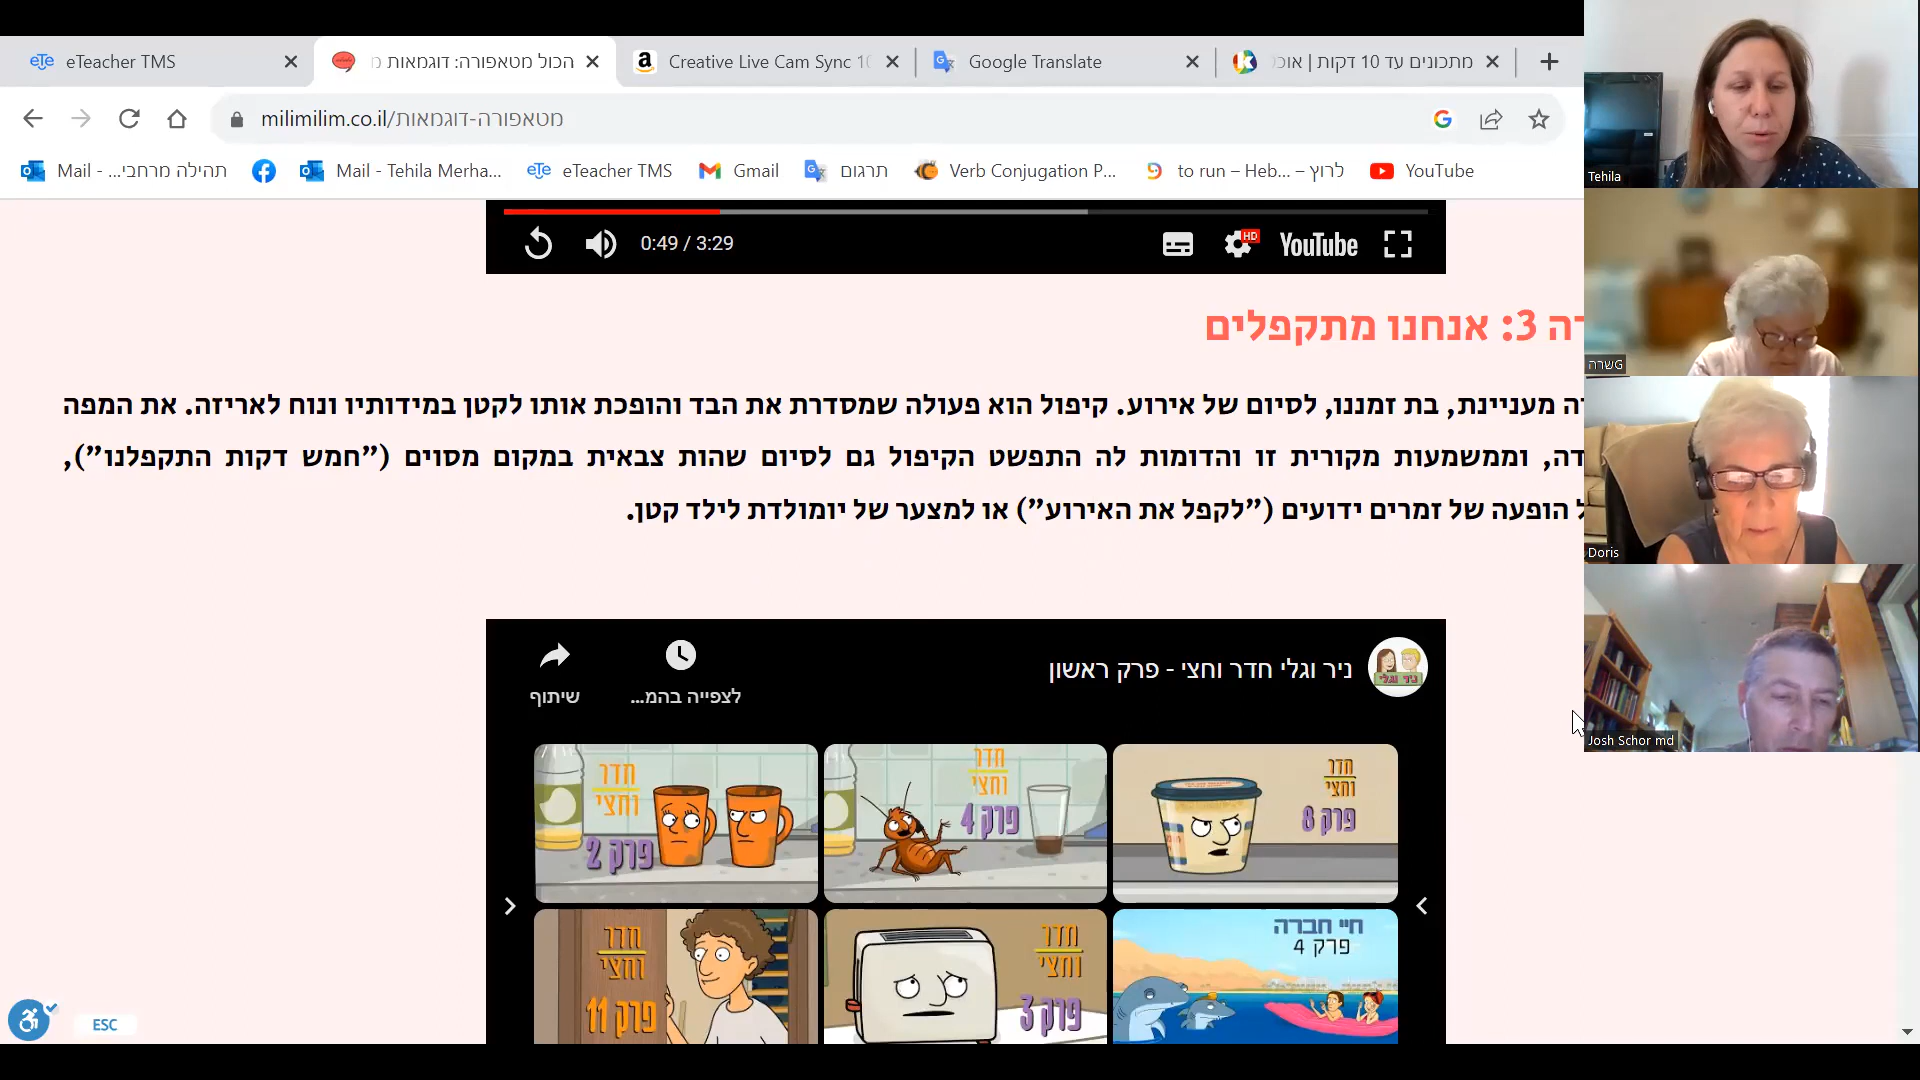 eTeacher TMS
הכול מטאפורה: דוגמאות
Creative Live Cam Sync
Google Translate
מתכונים עד 10 דקות | אוכ
milimilim.co.il/מטאפורה-דוגמאות
Mail - תהילה מרחבי...
Mail - Tehila Merha...
eTeacher TMS
Gmail
תרגום
Verb Conjugation P...
to run – Heb... – לרוץ
YouTube
0:49 / 3:29
HD
YouTube
רה 3: אנחנו מתקפלים
מעניינת, בת זמננו, לסיום של אירוע. קיפול הוא פעולה שמסדרת את הבד והופכת אותו לקטן במידותיו ונוח לאריזה. את המפה
וממשמעות מקורית זו והדומות לה התפשט הקיפול גם לסיום שהות צבאית במקום מסוים ("חמש דקות התקפלנו"),
ל הופעה של זמרים ידועים ("לקפל את האירוע") או למצער של יומולדת לילד קטן.
שיתוף
לצפייה בהמ...
ניר וגלי חדר וחצי - פרק ראשון
ניר וגלי
חדר
וחצי
פרק 2
חדר
וחצי
פרק 4
חדר
וחצי
פרק 8
חדר
וחצי
פרק 11
חדר
וחצי
פרק 3
חיי חברה
פרק 4
ESC
Tehila
שרהG
Doris
Josh Schor md